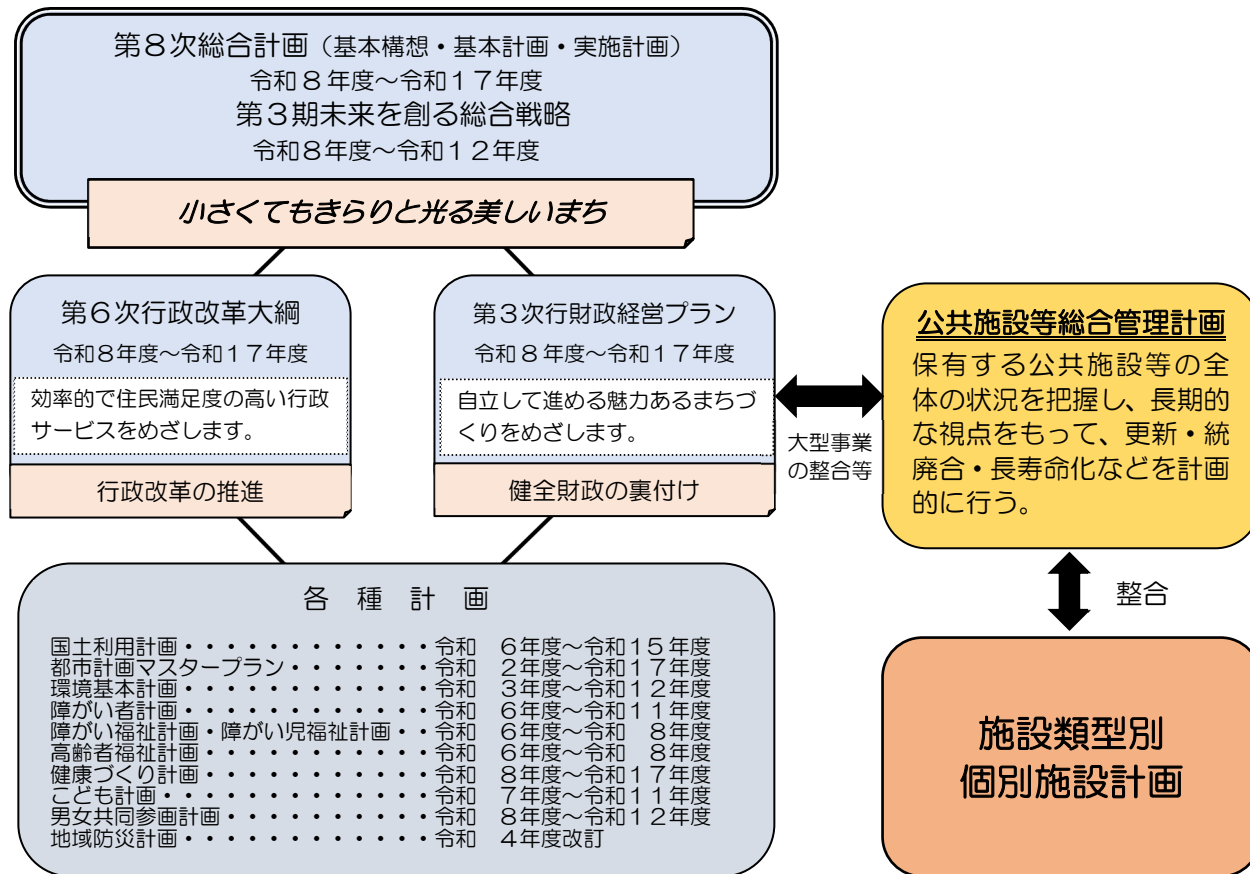 第８次総合計画（基本構想・基本計画・実施計画）
令和８年度～令和１７年度
第３期未来を創る総合戦略
令和８年度～令和１２年度
小さくてもきらりと光る美しいまち
第６次行政改革大綱
令和８年度～令和１７年度
効率的で住民満足度の高い行政
サービスをめざします。
行政改革の推進
第３次行財政経営プラン
令和８年度～令和１７年度
自立して進める魅力あるまちづ
くりをめざします。
健全財政の裏付け
大型事業
の整合等
公共施設等総合管理計画
保有する公共施設等の全
体の状況を把握し、長期的
な視点をもって、更新・統
廃合・長寿命化などを計画
的に行う。
整合
施設類型別
個別施設計画
各　種　計　画
国土利用計画・・・・・・・・・・・・令和　６年度～令和１５年度
都市計画マスタープラン・・・・・・・令和　２年度～令和１７年度
環境基本計画・・・・・・・・・・・・令和　３年度～令和１２年度
障がい者計画・・・・・・・・・・・・令和　６年度～令和１１年度
障がい福祉計画・障がい児福祉計画・・令和　６年度～令和　８年度
高齢者福祉計画・・・・・・・・・・・令和　６年度～令和　８年度
健康づくり計画・・・・・・・・・・・令和　８年度～令和１７年度
こども計画・・・・・・・・・・・・・令和　７年度～令和１１年度
男女共同参画計画・・・・・・・・・・令和　８年度～令和１２年度
地域防災計画・・・・・・・・・・・・令和　４年度改訂